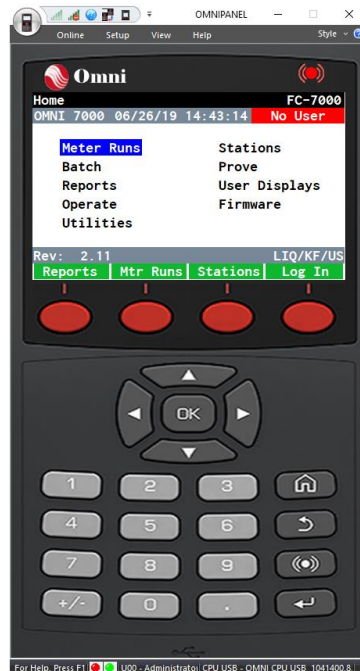 OMNIPANEL
Online Setup View Help Style
Omni
Home FC-7000
OMNI 7000 06/26/19 14:43:14 No User
Meter Runs Stations
Batch Prove
Reports User Displays
Operate Firmware
Utilities
Rev: 2.11 LIQ/KF/US
Reports Mtr Runs Stations Log In
OK
1 2 3
4 5 6
7 8 9
+/- 0 .
For Help, Press F1 U00 - Administrator CPU USB - OMNI CPU USB 1041400.8